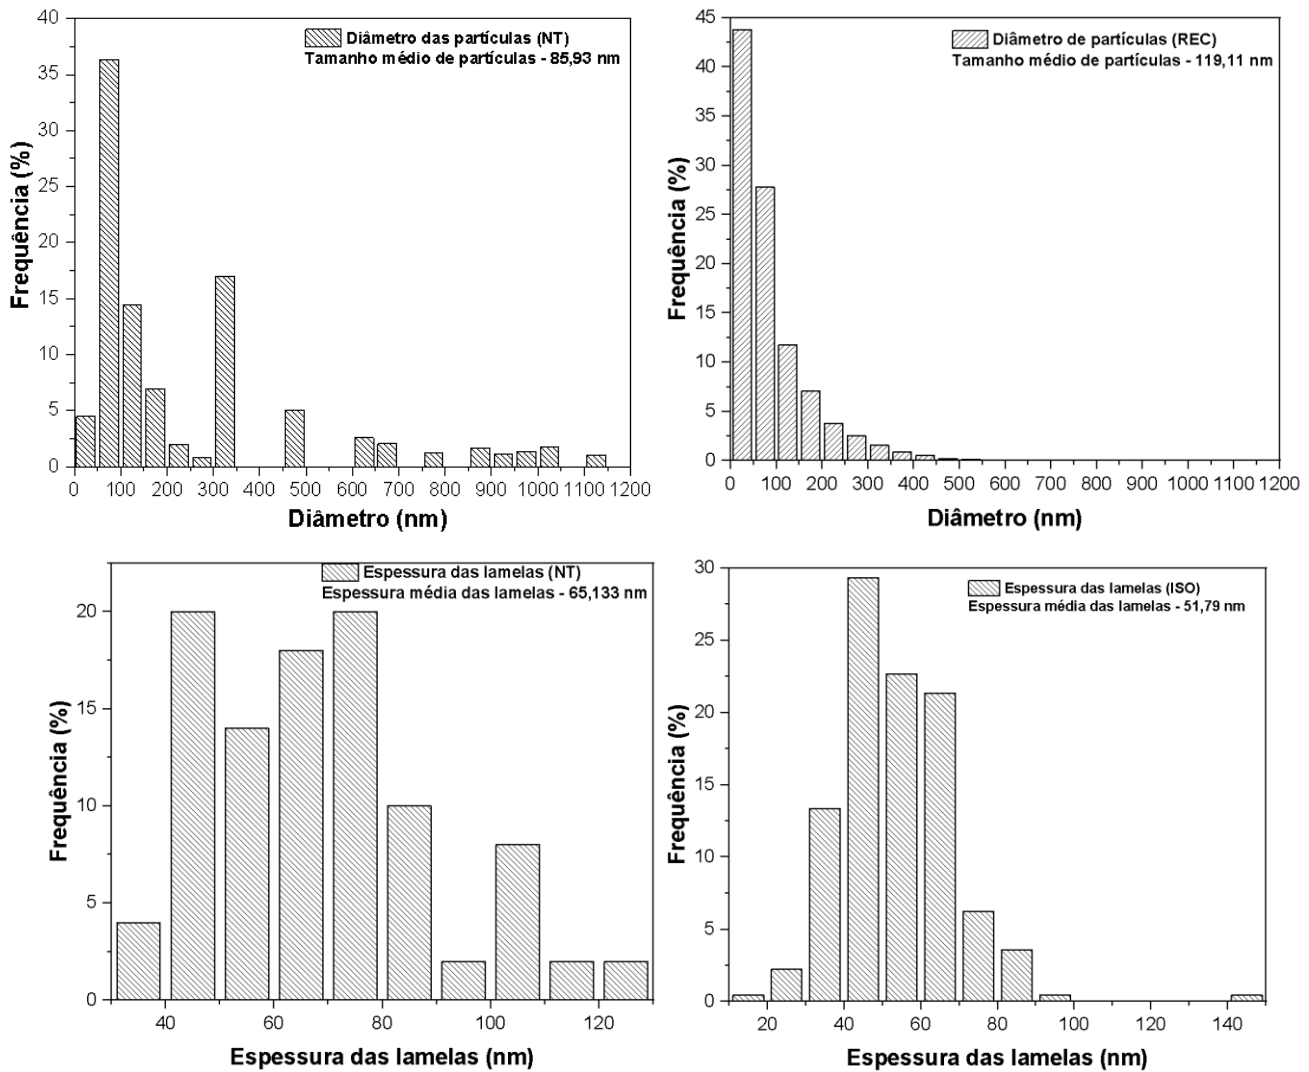 Diâmetro das partículas (NT)
Tamanho médio de partículas - 85,93 nm
40
35
30
25
20
15
10
5
0
Frequência (%)
0 100 200 300 400 500 600 700 800 900 1000 1100 1200
Diâmetro (nm)
Diâmetro de partículas (REC)
Tamanho médio de partículas - 119,11 nm
45
40
35
30
25
20
15
10
5
0
Frequência (%)
0 100 200 300 400 500 600 700 800 900 1000 1100 1200
Diâmetro (nm)
Espessura das lamelas (NT)
Espessura média das lamelas - 65,133 nm
20
15
10
5
0
Frequência (%)
40 60 80 100 120
Espessura das lamelas (nm)
Espessura das lamelas (ISO)
Espessura média das lamelas - 51,79 nm
30
25
20
15
10
5
0
Frequência (%)
20 40 60 80 100 120 140
Espessura das lamelas (nm)